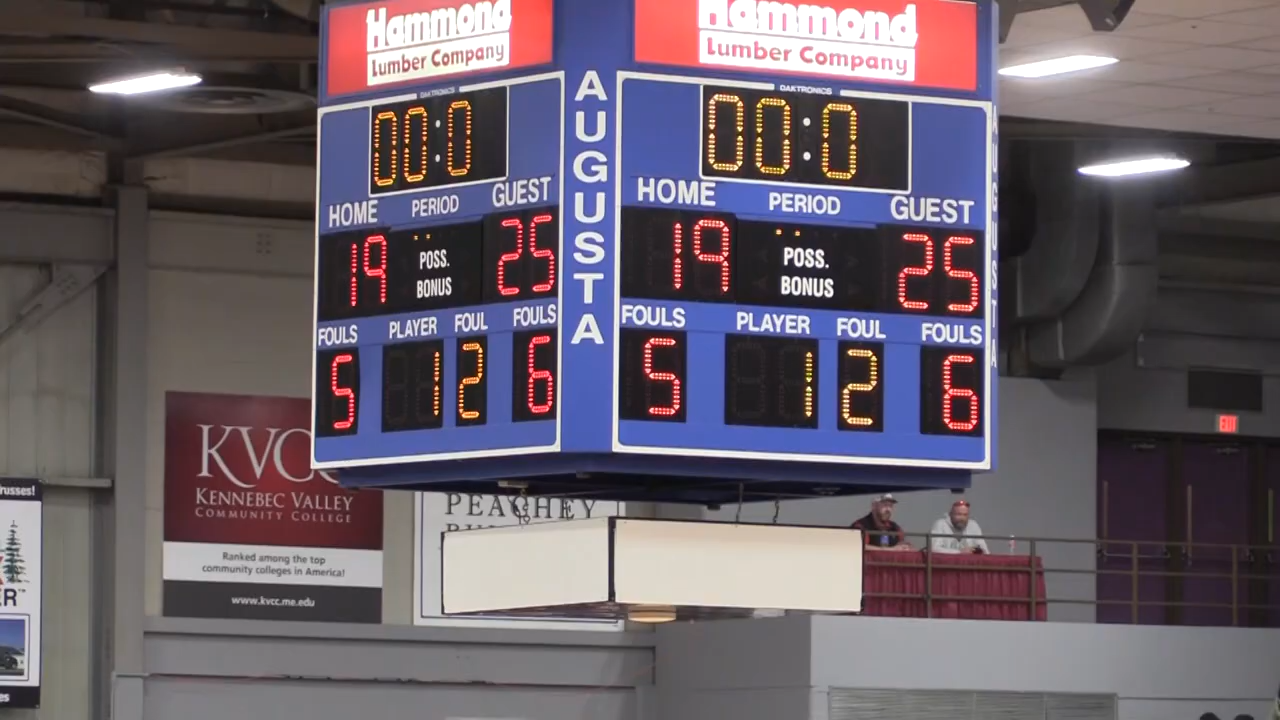 Hammond
Lumber Company
DAKTRONICS
00:0
HOME
PERIOD
GUEST
19
25
POSS.
BONUS
FOULS
PLAYER
FOUL
FOULS
5
1
2
6
AUGUSTA
Hammond
Lumber Company
DAKTRONICS
00:0
HOME
PERIOD
GUEST
19
25
POSS.
BONUS
FOULS
PLAYER
FOUL
FOULS
5
1
2
6
AUGUSTA
KVCC
KENNEBEC VALLEY
COMMUNITY COLLEGE
Ranked among the top
community colleges in America!
www.kvcc.me.edu
PEACHEY
EXIT